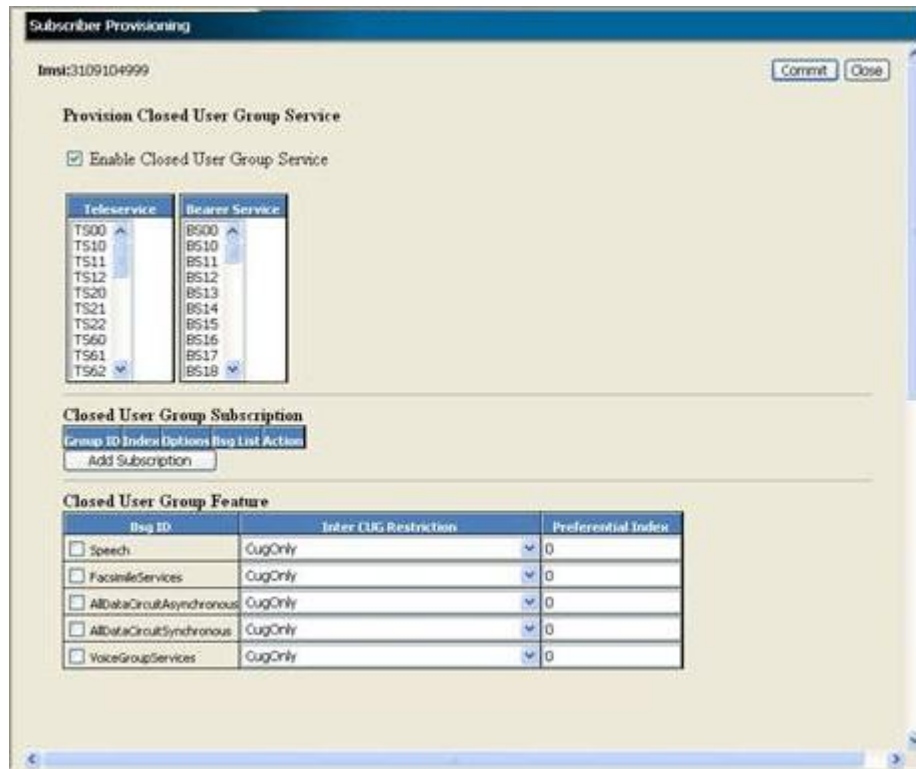 Subscriber Provisioning
Imsi:3109104999
Commit Close
Provision Closed User Group Service
Enable Closed User Group Service
Teleservice Bearer Service
TS00 BS00
TS10 BS10
TS11 BS11
TS12 BS12
TS20 BS13
TS21 BS14
TS22 BS15
TS60 BS16
TS61 BS17
TS62 BS18
Closed User Group Subscription
Group ID Index Options Bsg List Action
Add Subscription
Closed User Group Feature
Bsg ID Inter CUG Restriction Preferential Index
Speech CugOnly 0
FacsimileServices CugOnly 0
AllDataCircuitAsynchronous CugOnly 0
AllDataCircuitSynchronous CugOnly 0
VoiceGroupServices CugOnly 0